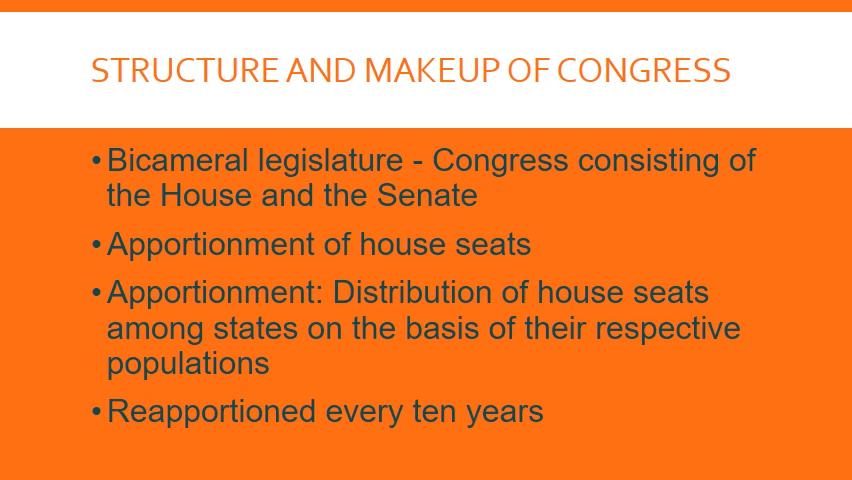 STRUCTURE AND MAKEUP OF CONGRESS
• Bicameral legislature - Congress consisting of
the House and the Senate
• Apportionment of house seats
• Apportionment: Distribution of house seats
among states on the basis of their respective
populations
• Reapportioned every ten years